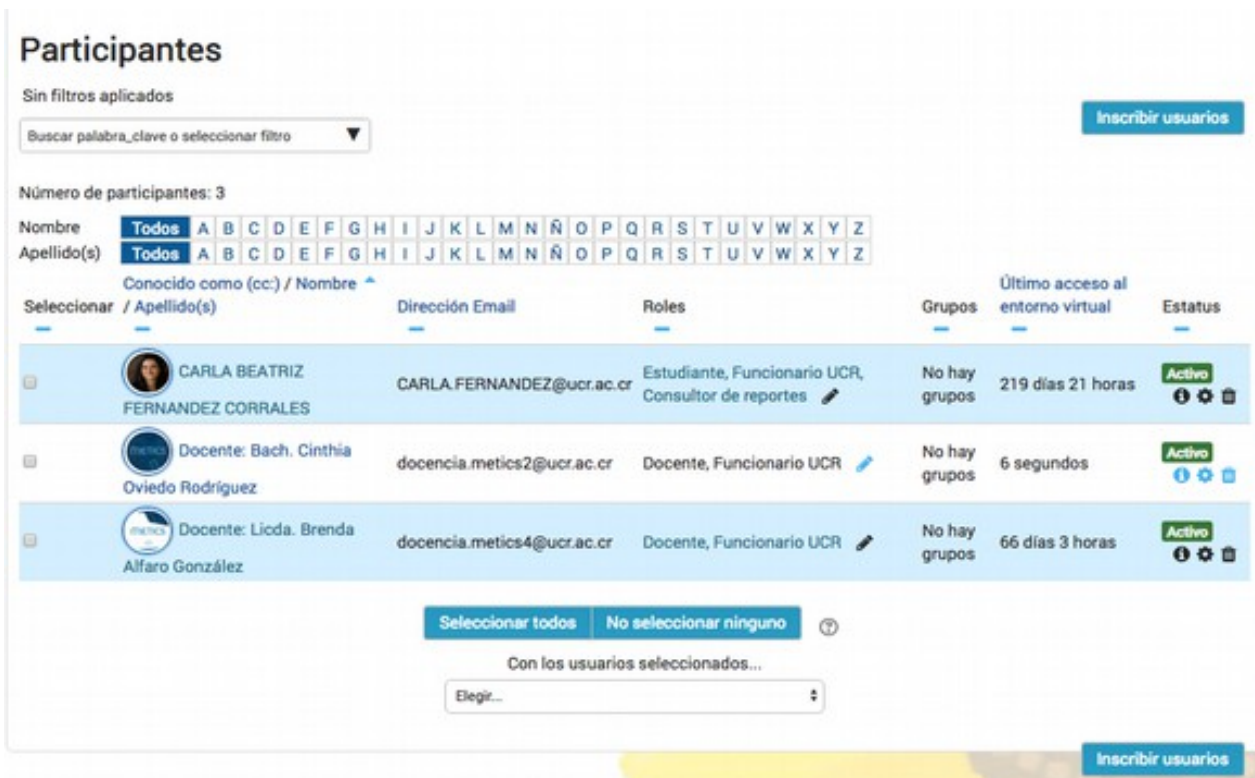 Participantes
Sin filtros aplicados
Inscribir usuarios
Buscar palabra_clave o seleccionar filtro
Número de participantes: 3
Nombre Todos A B C D E F G H I J K L M N Ñ O P Q R S T U V W X Y Z
Apellido(s) Todos A B C D E F G H I J K L M N Ñ O P Q R S T U V W X Y Z
Conocido como (cc:) / Nombre Último acceso al
Seleccionar / Apellido(s) Dirección Email Roles Grupos entorno virtual Estatus
CARLA BEATRIZ Estudiante, Funcionario UCR, No hay Activo
FERNANDEZ CORRALES CARLA.FERNANDEZ@ucr.ac.cr Consultor de reportes grupos 219 días 21 horas
metics Docente: Bach. Cinthia No hay Activo
Oviedo Rodríguez docencia.metics2@ucr.ac.cr Docente, Funcionario UCR grupos 6 segundos
metics Docente: Licda. Brenda No hay Activo
Alfaro González docencia.metics4@ucr.ac.cr Docente, Funcionario UCR grupos 66 días 3 horas
Seleccionar todos No seleccionar ninguno
Con los usuarios seleccionados...
Elegir...
Inscribir usuarios